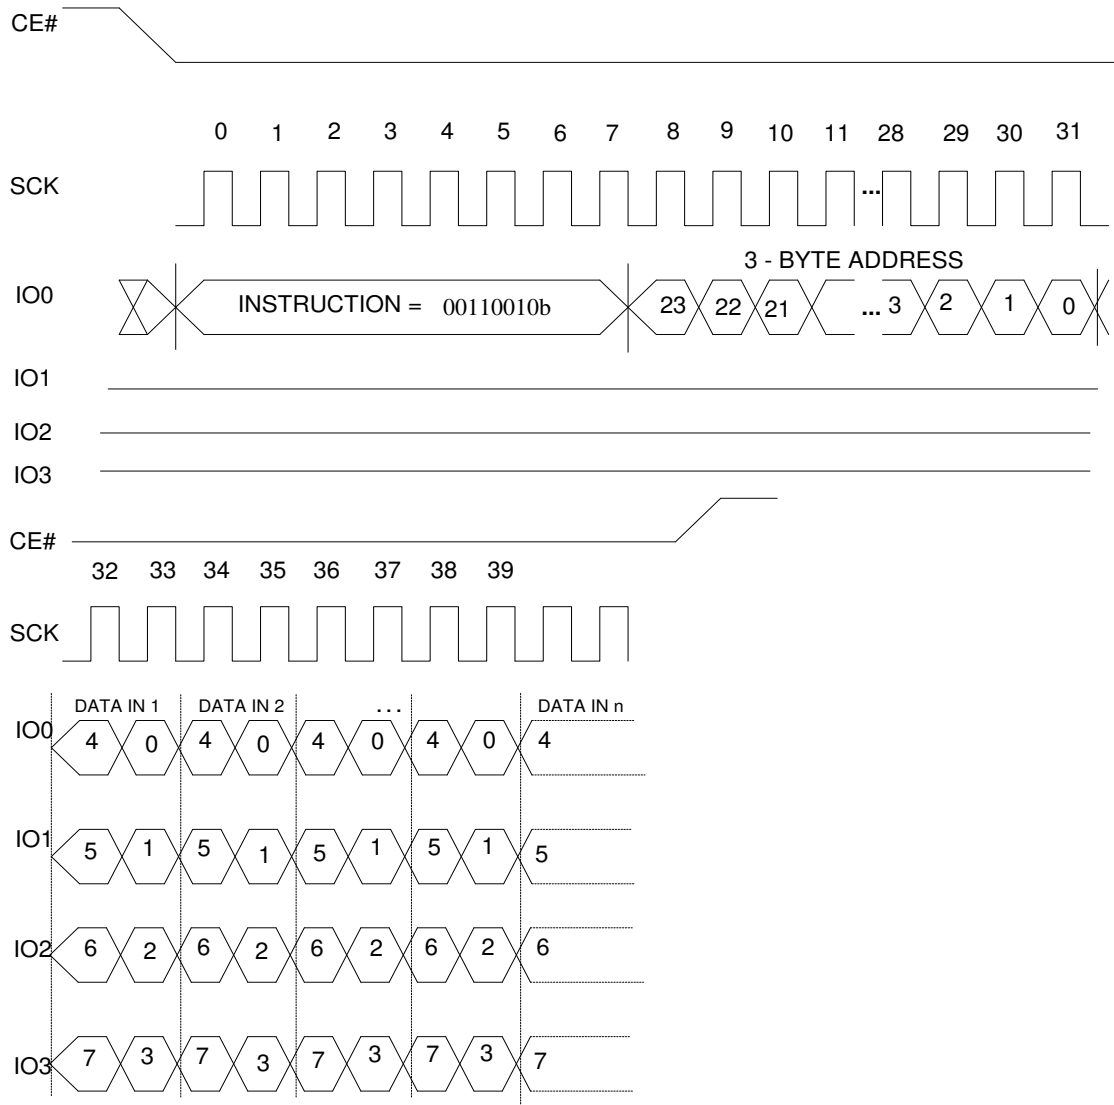 CE#
0 1 2 3 4 5 6 7 8 9 10 11 28 29 30 31
SCK ...
3 - BYTE ADDRESS
IO0 INSTRUCTION = 00110010b 23 22 21 ... 3 2 1 0
IO1
IO2
IO3
CE#
32 33 34 35 36 37 38 39
SCK
DATA IN 1 DATA IN 2 ... DATA IN n
IO0 4 0 4 0 4 0 4 0 4
IO1 5 1 5 1 5 1 5 1 5
IO2 6 2 6 2 6 2 6 2 6
IO3 7 3 7 3 7 3 7 3 7